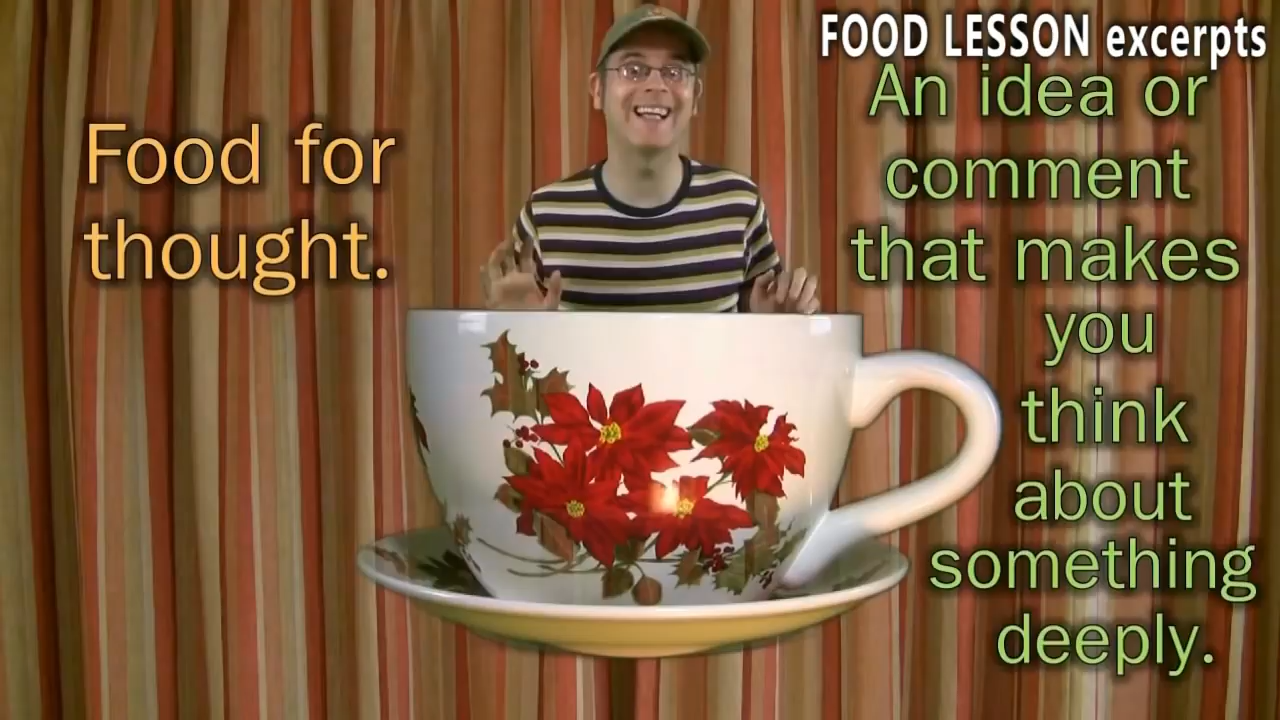 FOOD LESSON excerpts
Food for
thought.
An idea or
comment
that makes
you
think
about
something
deeply.